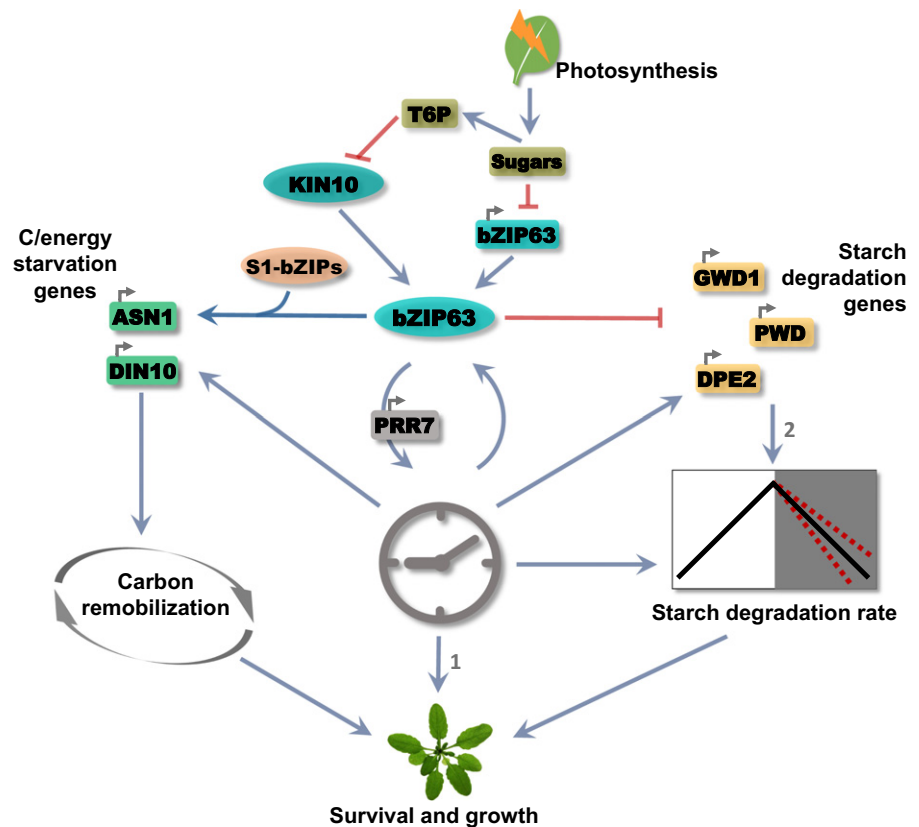 Photosynthesis
T6P
Sugars
KIN10
bZIP63
C/energy
starvation
genes
S1-bZIPs
Starch
degradation
genes
GWD1
ASN1
bZIP63
PWD
DIN10
DPE2
PRR7
2
Carbon
remobilization
Starch degradation rate
1
Survival and growth